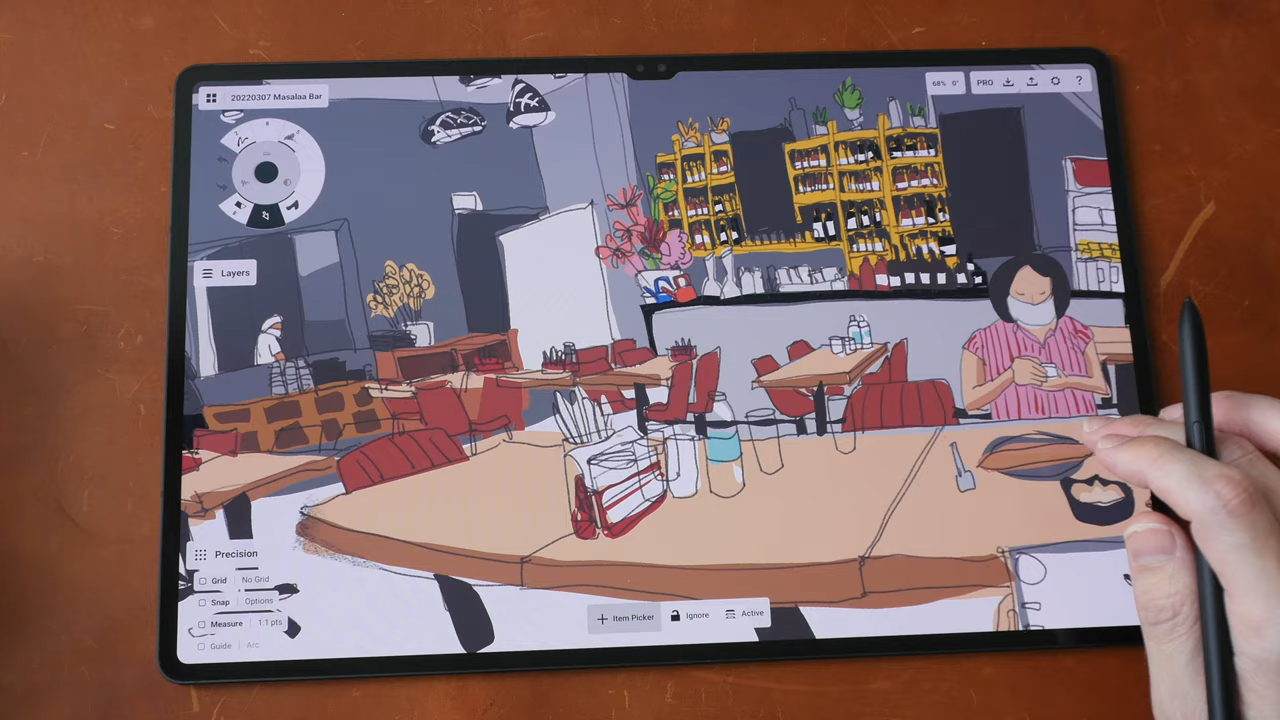 20220307 Masalaa Bar
68% 0°
PRO ?
Layers
Precision
Grid No Grid
Snap Options
Measure 1:1 pts
Guide Arc
Item Picker Ignore Active